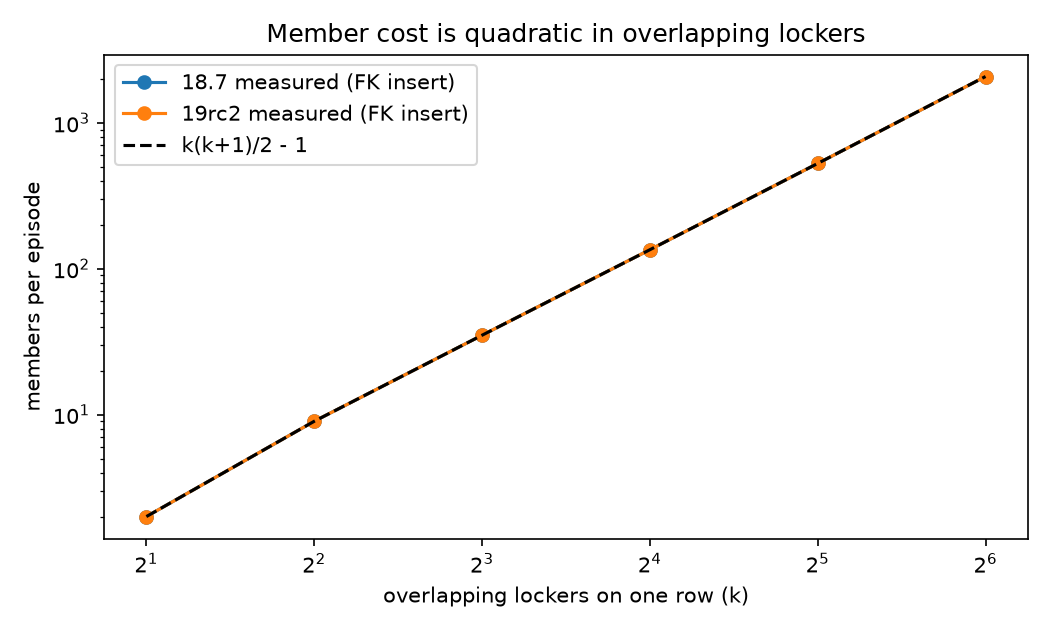 Member cost is quadratic in overlapping lockers
18.7 measured (FK insert)
19rc2 measured (FK insert)
k(k+1)/2 - 1
members per episode
10³
10²
10¹
2¹ 2² 2³ 2⁴ 2⁵ 2⁶
overlapping lockers on one row (k)